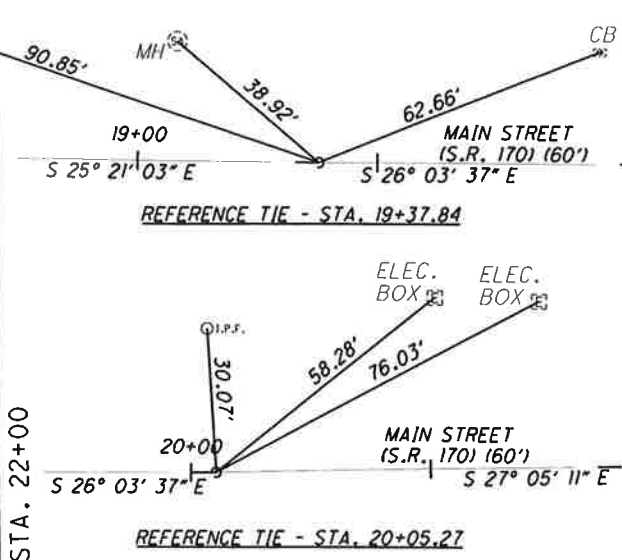 90.85'
MH
38.92'
62.66'
CB
19+00
MAIN STREET
(S.R. 170) (60')
S 25° 21' 03" E
S 26° 03' 37" E
REFERENCE TIE - STA. 19+37.84
I.P.F.
30.07'
58.28'
76.03'
ELEC.
BOX
E
ELEC.
BOX
E
20+00
MAIN STREET
(S.R. 170) (60')
S 26° 03' 37" E
S 27° 05' 11" E
REFERENCE TIE - STA. 20+05.27
STA. 22+00